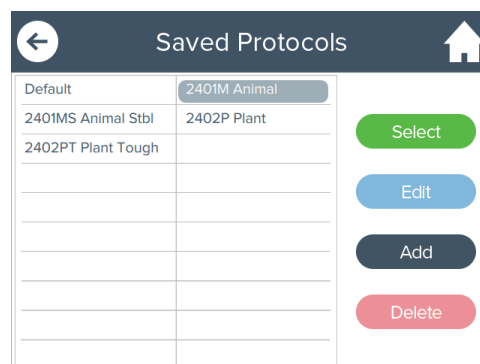 Saved Protocols
Default
2401M Animal
2401MS Animal Stbl
2402P Plant
2402PT Plant Tough
Select
Edit
Add
Delete